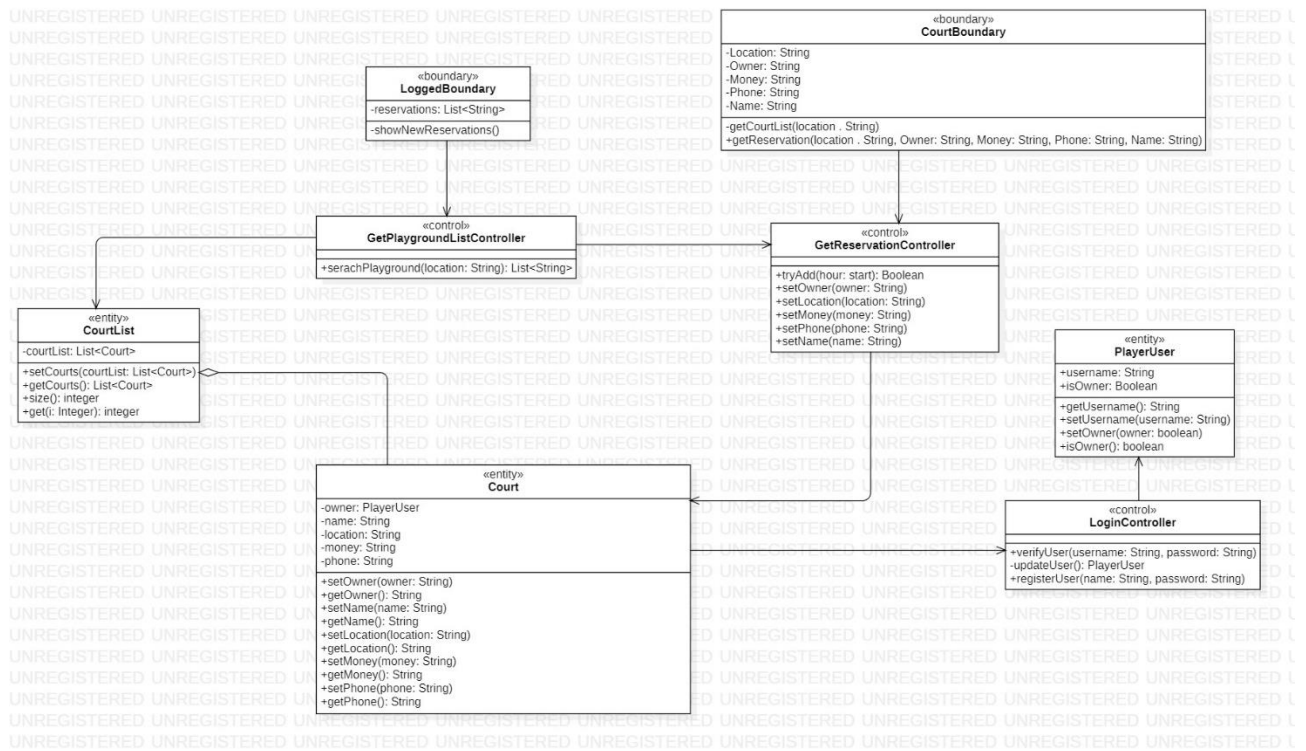 «boundary»
CourtBoundary
-Location: String
-Owner: String
-Money: String
-Phone: String
-Name: String
-getCourtList(location . String)
+getReservation(location . String, Owner: String, Money: String, Phone: String, Name: String)
«boundary»
LoggedBoundary
-reservations: List<String>
-showNewReservations()
«control»
GetPlaygroundListController
+serachPlayground(location: String): List<String>
«control»
GetReservationController
+tryAdd(hour: start): Boolean
+setOwner(owner: String)
+setLocation(location: String)
+setMoney(money: String)
+setPhone(phone: String)
+setName(name: String)
«entity»
CourtList
-courtList: List<Court>
+setCourts(courtList: List<Court>)
+getCourts(): List<Court>
+size(): integer
+get(i: Integer): integer
«entity»
PlayerUser
+username: String
+isOwner: Boolean
+getUsername(): String
+setUsername(username: String)
+setOwner(owner: boolean)
+isOwner(): boolean
«entity»
Court
-owner: PlayerUser
-name: String
-location: String
-money: String
-phone: String
+setOwner(owner: String)
+getOwner(): String
+setName(name: String)
+getName(): String
+setLocation(location: String)
+getLocation(): String
+setMoney(money: String)
+getMoney(): String
+setPhone(phone: String)
+getPhone(): String
«control»
LoginController
+verifyUser(username: String, password: String)
-updateUser(): PlayerUser
+registerUser(name: String, password: String)
UNREGISTERED